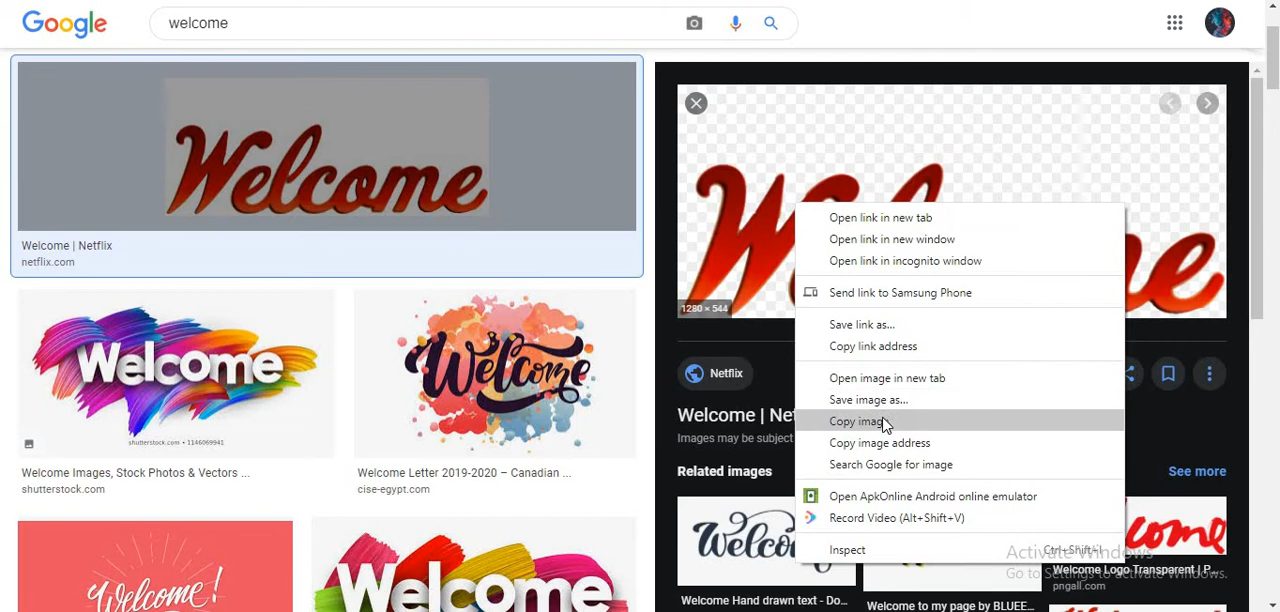 Google
welcome
Welcome
Welcome | Netflix
netflix.com
Welcome
shutterstock.com • 1146069941
Welcome Images, Stock Photos & Vectors ...
shutterstock.com
Welcome
Welcome Letter 2019-2020 – Canadian ...
cise-egypt.com
Welcome!
Welcome
1280 × 544
Netflix
Welcome | Ne
Images may be subject
Related images
See more
Open link in new tab
Open link in new window
Open link in incognito window
Send link to Samsung Phone
Save link as...
Copy link address
Open image in new tab
Save image as...
Copy imag
Copy image address
Search Google for image
Open ApkOnline Android online emulator
Record Video (Alt+Shift+V)
Inspect
Ctrl+Shift+I
Activate Windows
Go to Settings to activate Windows.
Welcome Hand drawn text - Do...
Welcome to my page by BLUEE...
Welcome Logo Transparent | P...
pngall.com